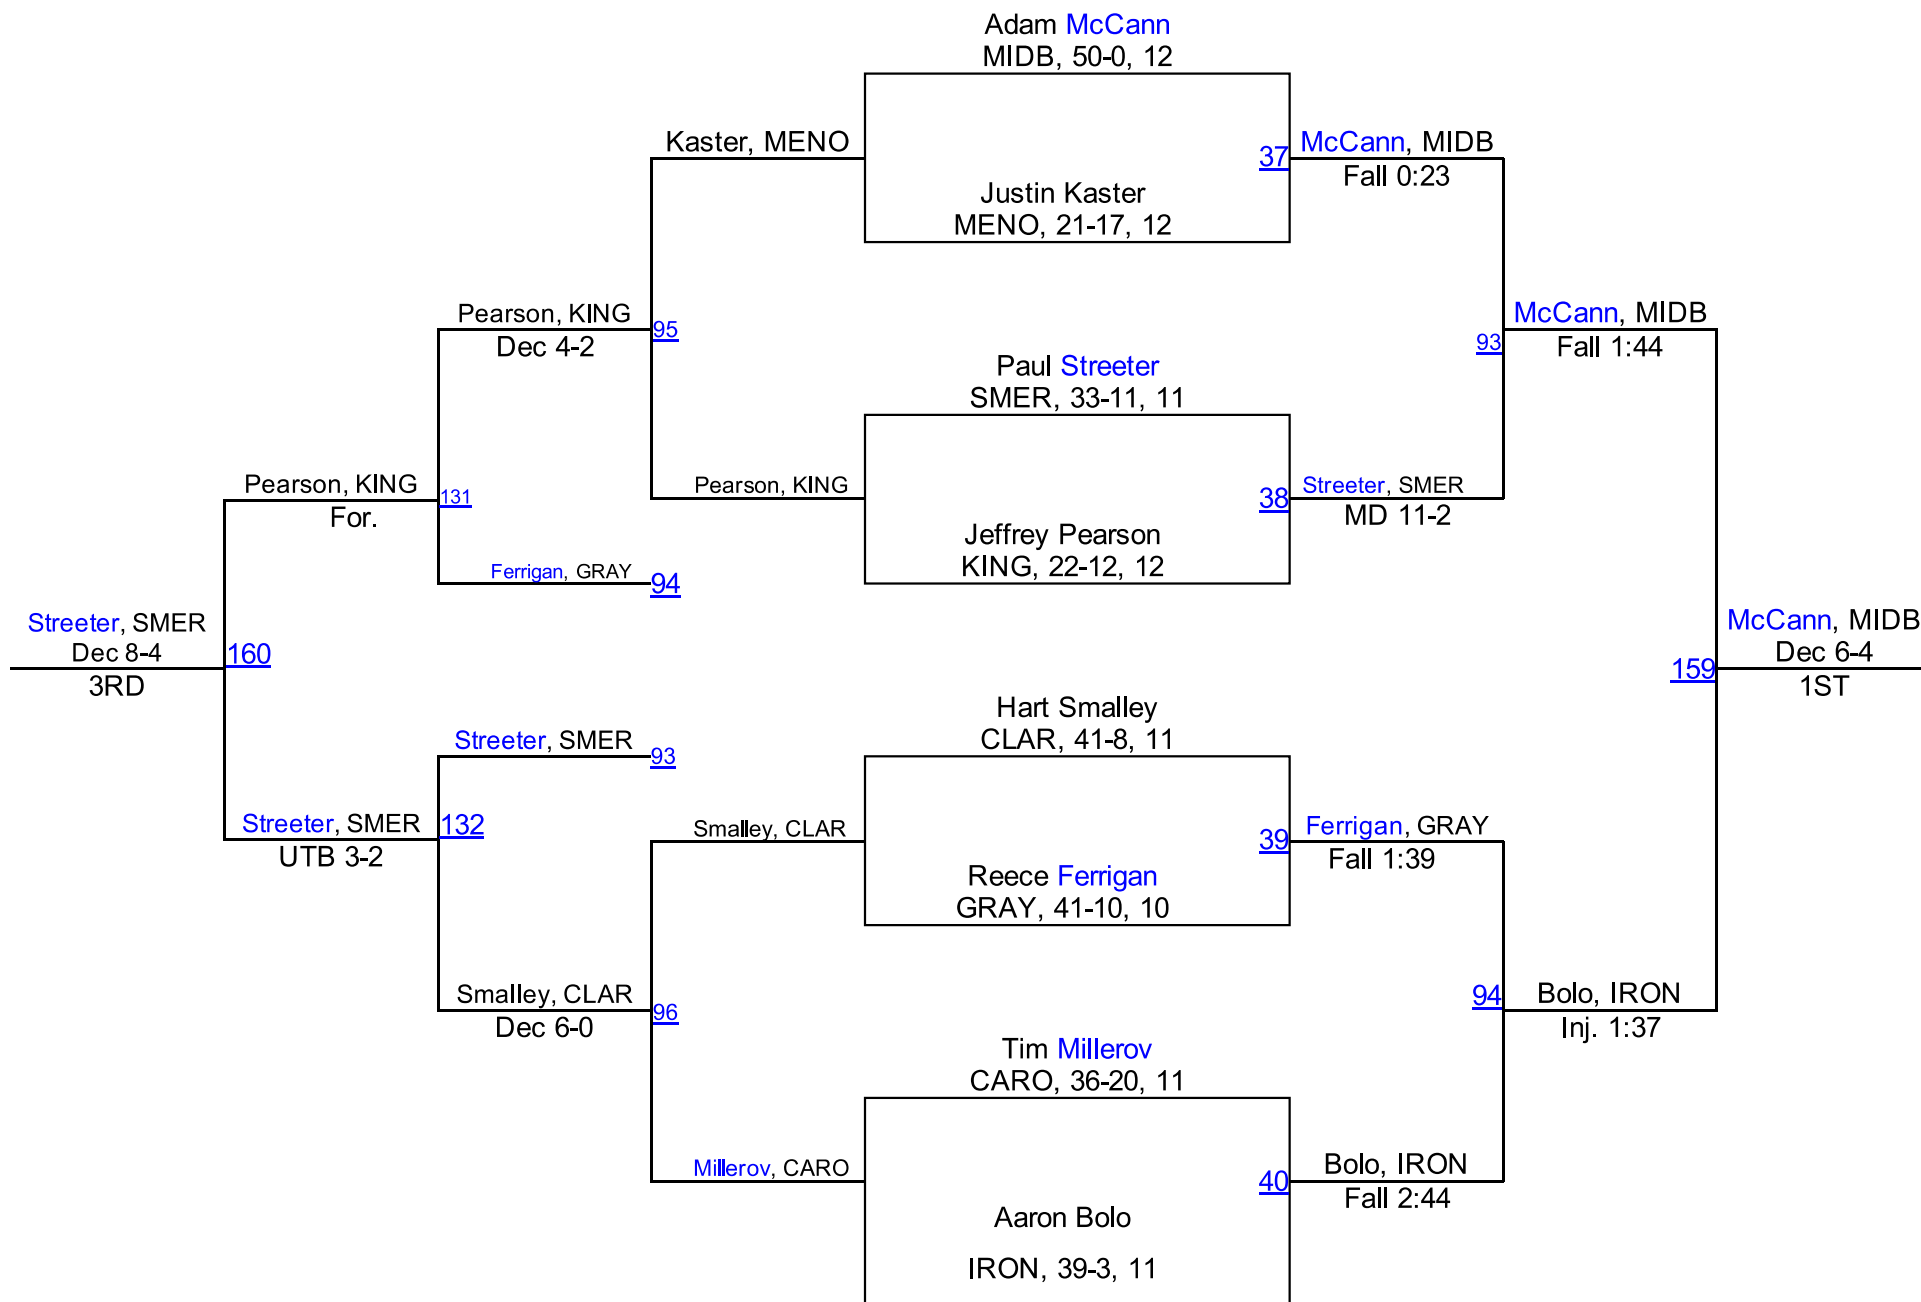 Adam McCann
MIDB, 50-0, 12
Kaster, MENO
37
McCann, MIDB
Fall 0:23
Justin Kaster
MENO, 21-17, 12
Pearson, KING
Dec 4-2
95
McCann, MIDB
Fall 1:44
93
Paul Streeter
SMER, 33-11, 11
Pearson, KING
For.
131
Pearson, KING
38
Streeter, SMER
MD 11-2
Jeffrey Pearson
KING, 22-12, 12
Ferrigan, GRAY
94
Streeter, SMER
Dec 8-4
3RD
160
McCann, MIDB
Dec 6-4
1ST
159
Hart Smalley
CLAR, 41-8, 11
Streeter, SMER
93
Streeter, SMER
UTB 3-2
132
Smalley, CLAR
39
Ferrigan, GRAY
Fall 1:39
Reece Ferrigan
GRAY, 41-10, 10
Smalley, CLAR
Dec 6-0
96
94
Bolo, IRON
Inj. 1:37
Tim Millerov
CARO, 36-20, 11
Millerov, CARO
40
Bolo, IRON
Fall 2:44
Aaron Bolo
IRON, 39-3, 11